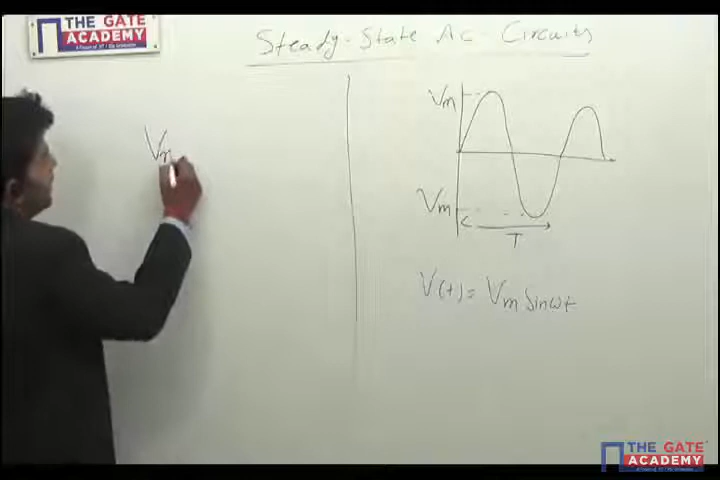 THE GATE
ACADEMY
Steady-State Ac Circuits
Vm
Vm
Vm
T
V(t) = Vm Sinωt
THE GATE
ACADEMY